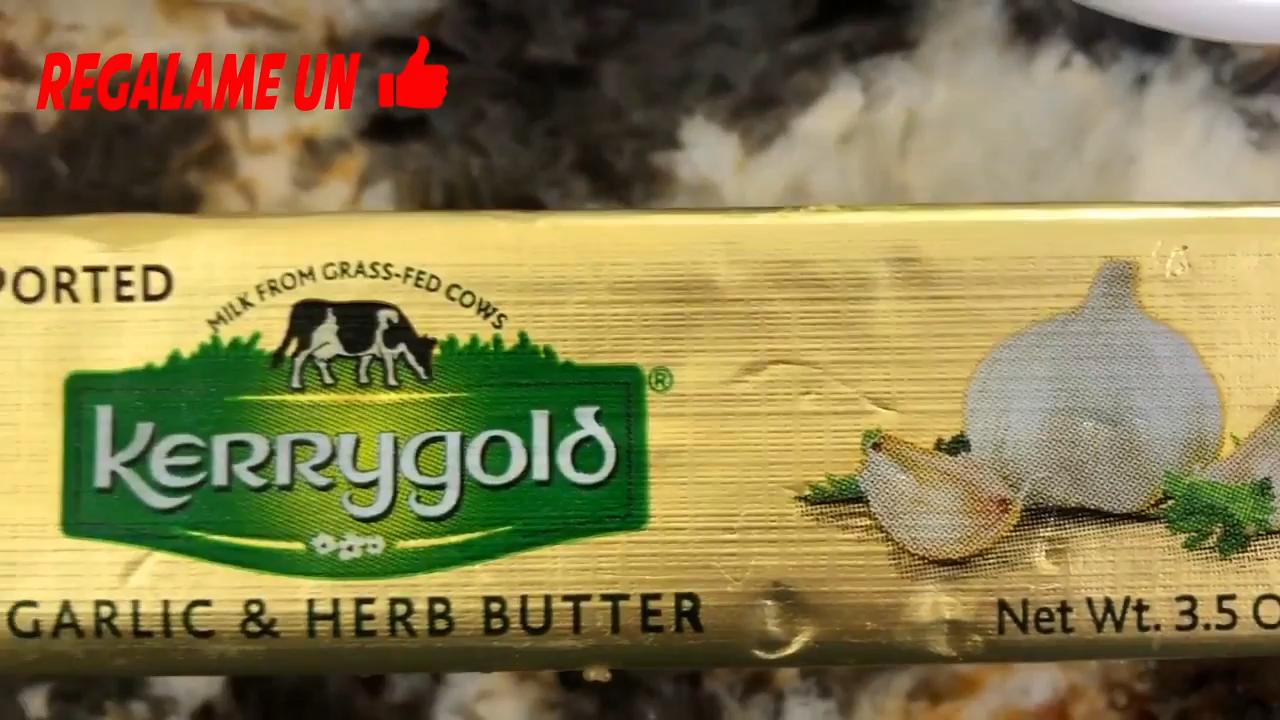 REGALAME UN
PORTED
MILK FROM GRASS-FED COWS
Kerrygold®
GARLIC & HERB BUTTER
Net Wt. 3.5 O